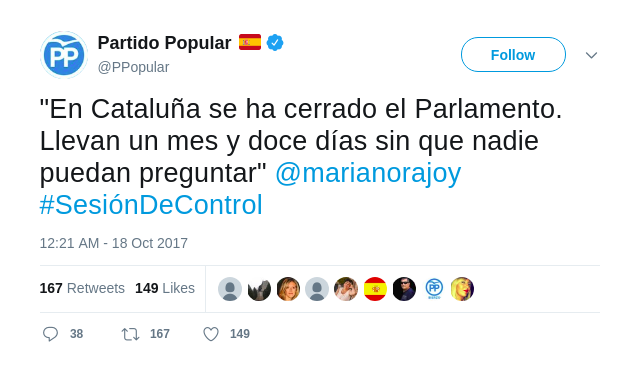 Partido Popular
@PPopular
Follow
"En Cataluña se ha cerrado el Parlamento.
Llevan un mes y doce días sin que nadie
puedan preguntar" @marianorajoy
#SesiónDeControl
12:21 AM - 18 Oct 2017
167 Retweets 149 Likes
38 167 149